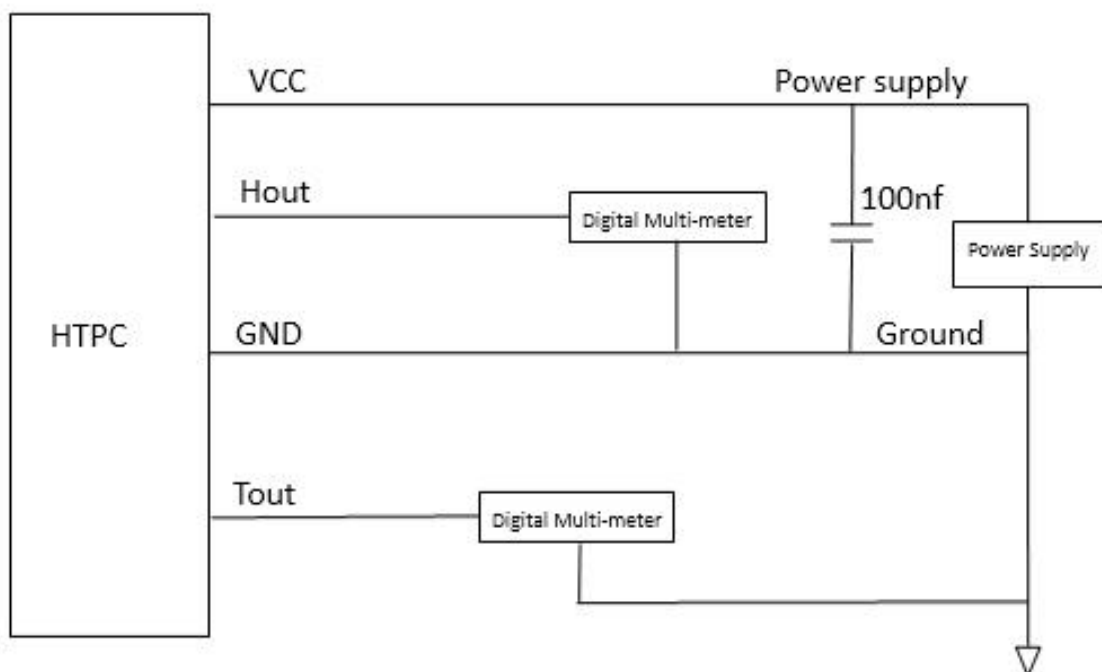 VCC
Power supply
Hout
Digital Multi-meter
100nf
Power Supply
HTPC
GND
Ground
Tout
Digital Multi-meter